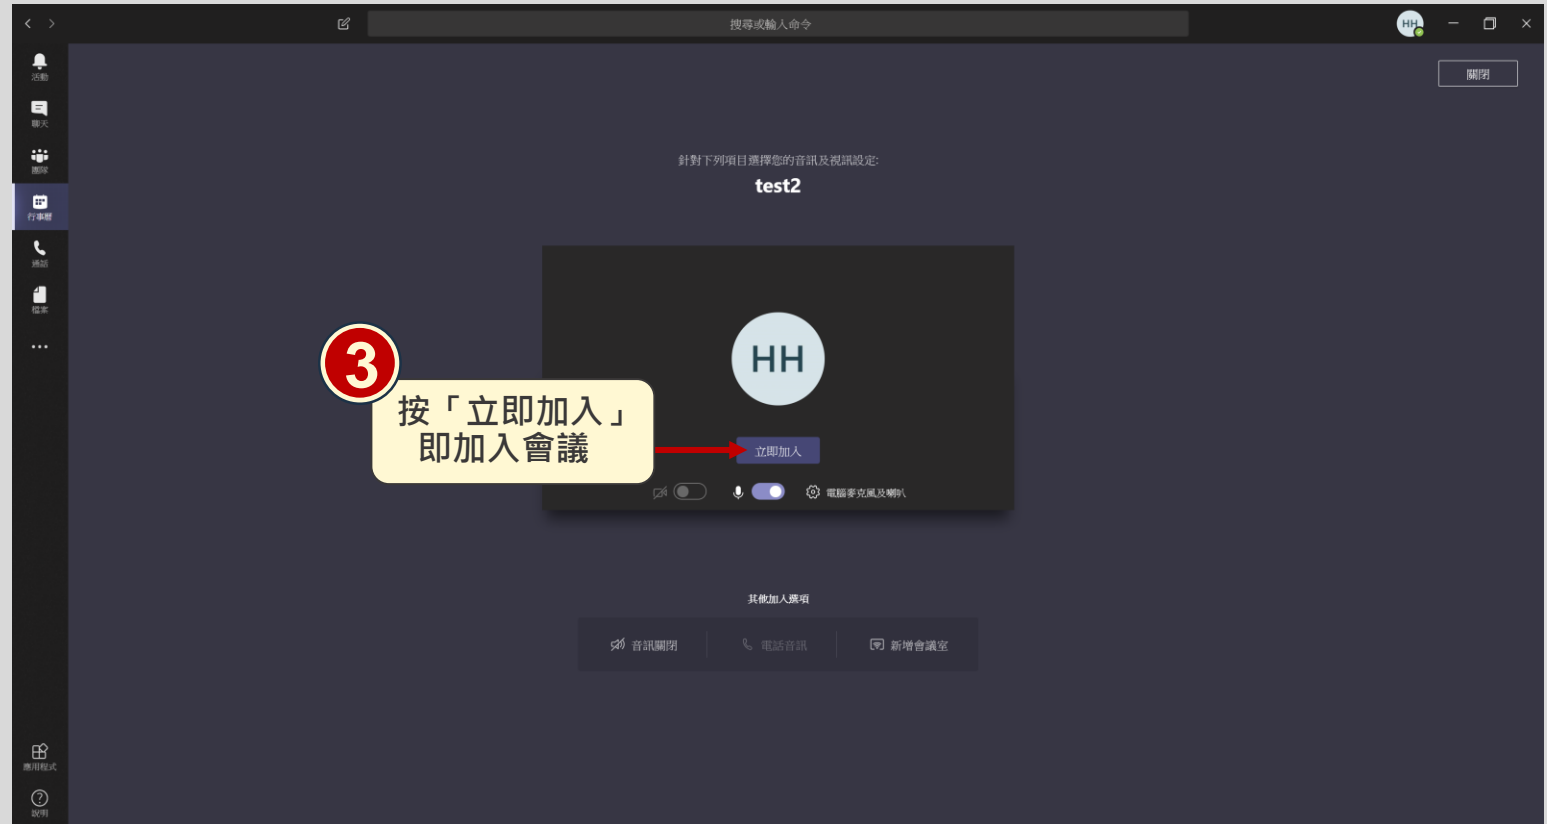 搜尋或輸入命令
HH
活動
聊天
團隊
行事曆
通話
檔案
關閉
針對下列項目選擇您的音訊及視訊設定:
test2
HH
3
按「立即加入」
即加入會議
立即加入
電腦麥克風及喇叭
其他加入選項
音訊關閉
電話音訊
新增會議室
應用程式
說明